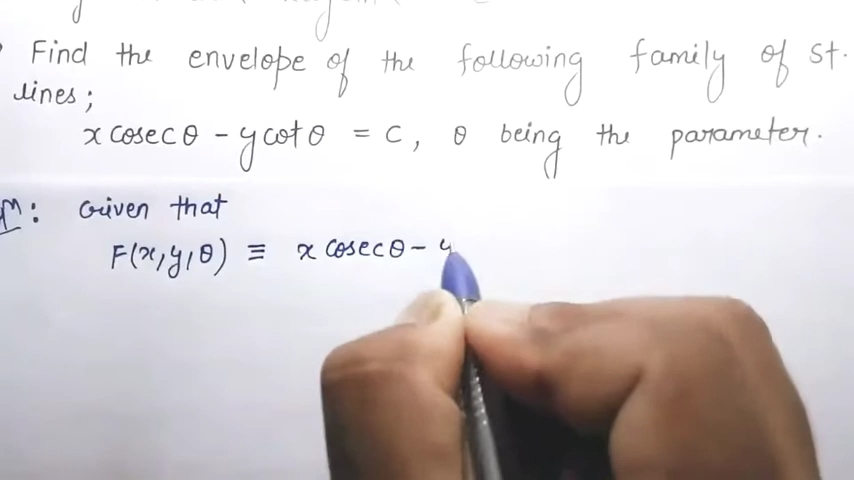 Find the envelope of the following family of st.
lines;
x cosec θ - y cot θ = c, θ being the parameter.
Given that
F(x, y, θ) ≡ x cosec θ - y